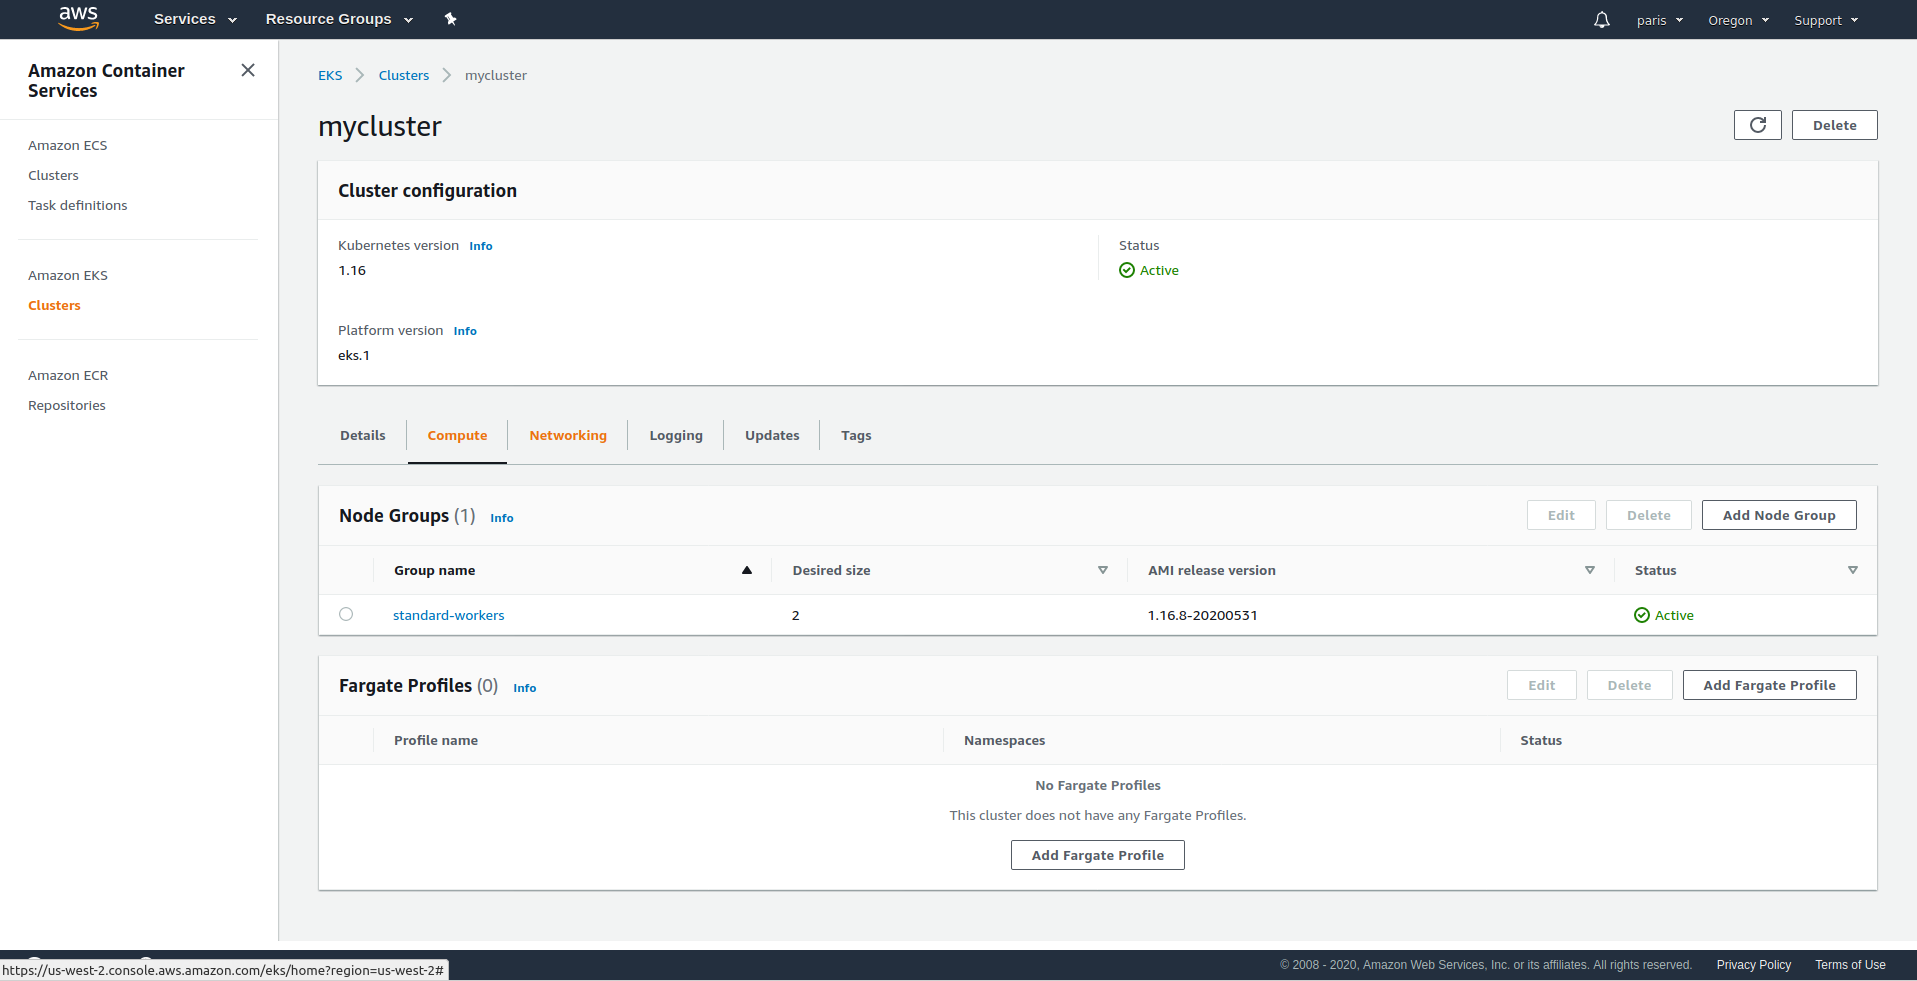 aws
Services
Resource Groups
paris
Oregon
Support
Amazon Container
Services
Amazon ECS
Clusters
Task definitions
Amazon EKS
Clusters
Amazon ECR
Repositories
EKS
Clusters
mycluster
mycluster
Delete
Cluster configuration
Kubernetes version Info
1.16
Status
Active
Platform version Info
eks.1
Details
Compute
Networking
Logging
Updates
Tags
Node Groups (1) Info
Edit
Delete
Add Node Group
Group name
Desired size
AMI release version
Status
standard-workers
2
1.16.8-20200531
Active
Fargate Profiles (0) Info
Edit
Delete
Add Fargate Profile
Profile name
Namespaces
Status
No Fargate Profiles
This cluster does not have any Fargate Profiles.
Add Fargate Profile
https://us-west-2.console.aws.amazon.com/eks/home?region=us-west-2#
© 2008 - 2020, Amazon Web Services, Inc. or its affiliates. All rights reserved.
Privacy Policy
Terms of Use